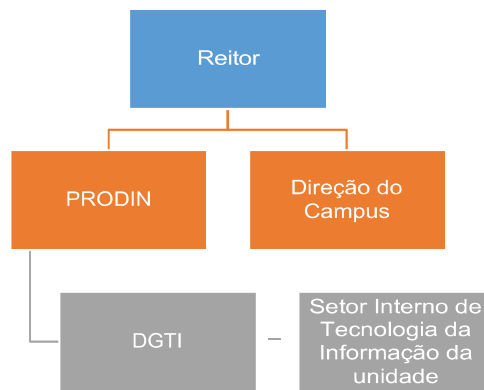 Reitor
PRODIN
Direção do
Campus
DGTI
Setor Interno de
Tecnologia da
Informação da
unidade